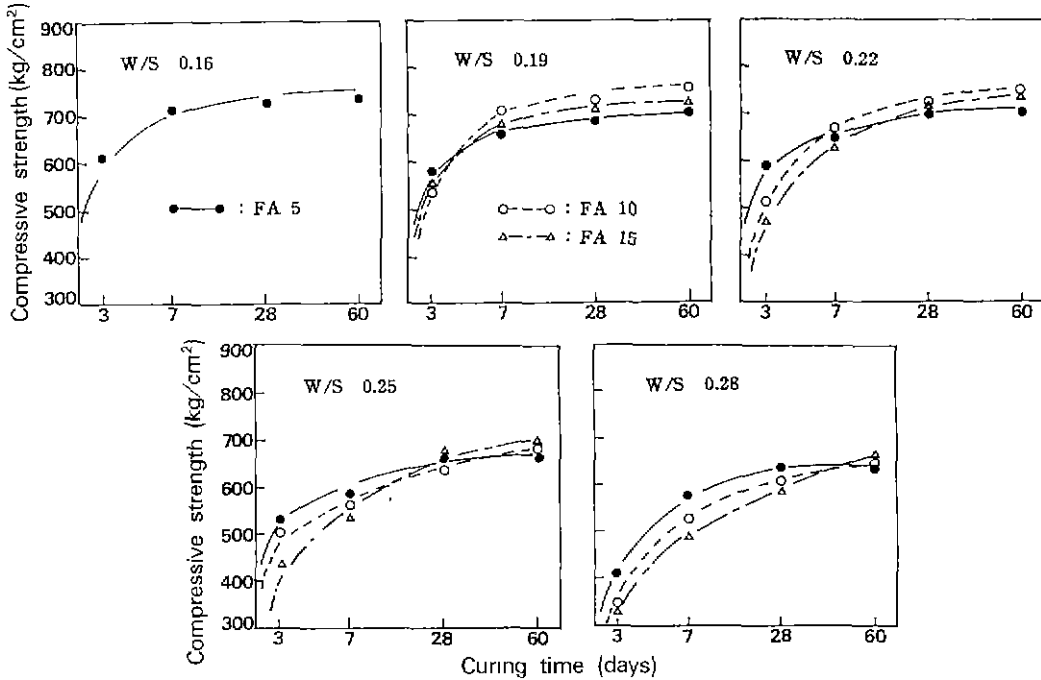 Compressive strength (kg/cm²)
900
800
700
600
500
400
300
W/S 0.16
: FA 5
3 7 28 60
W/S 0.19
: FA 10
: FA 15
3 7 28 60
W/S 0.22
3 7 28 60
Compressive strength (kg/cm²)
900
800
700
600
500
400
300
W/S 0.25
3 7 28 60
W/S 0.28
3 7 28 60
Curing time (days)